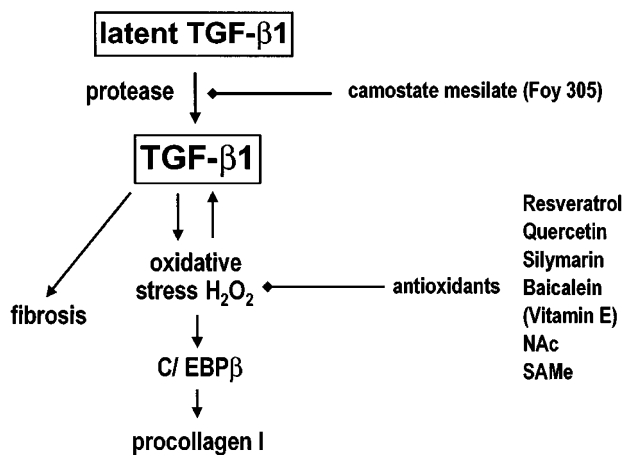 latent TGF-β1
protease
camostate mesilate (Foy 305)
TGF-β1
oxidative
stress H₂O₂
fibrosis
antioxidants
Resveratrol
Quercetin
Silymarin
Baicalein
(Vitamin E)
NAc
SAMe
C/ EBPβ
procollagen I